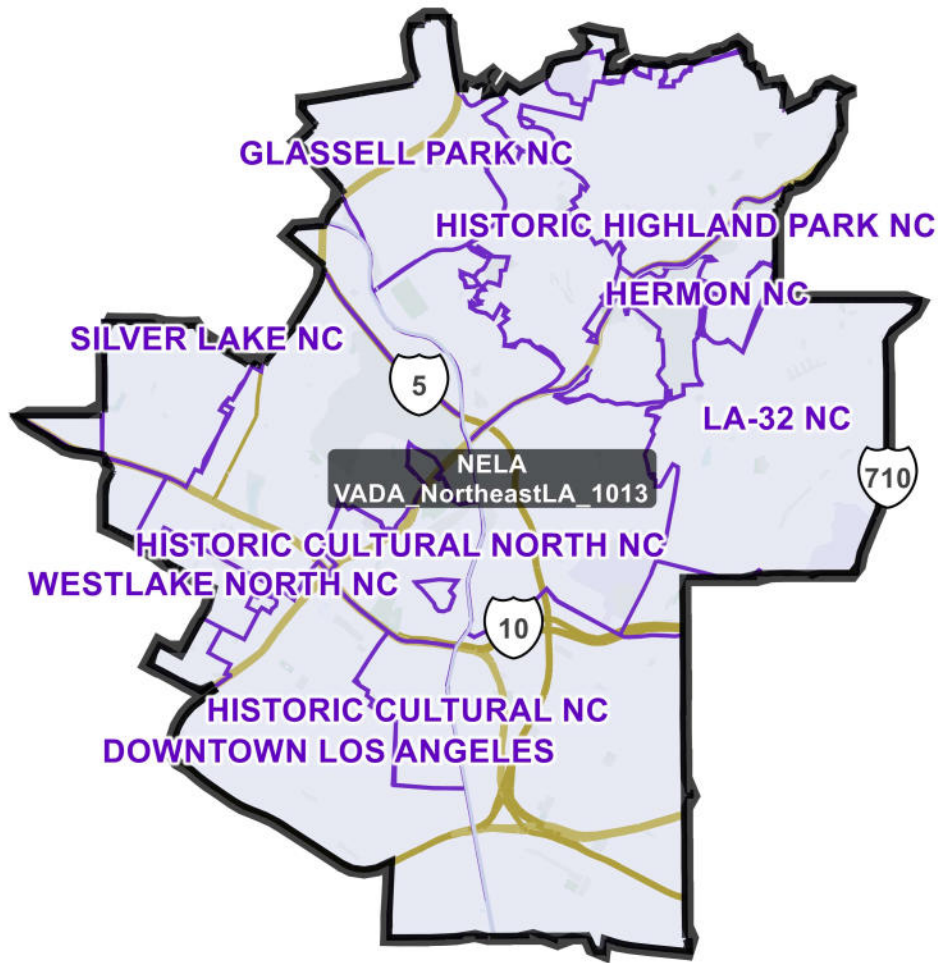 GLASSELL PARK NC
HISTORIC HIGHLAND PARK NC
HERMON NC
SILVER LAKE NC
5
LA-32 NC
NELA
VADA_NortheastLA_1013
710
HISTORIC CULTURAL NORTH NC
WESTLAKE NORTH NC
10
HISTORIC CULTURAL NC
DOWNTOWN LOS ANGELES